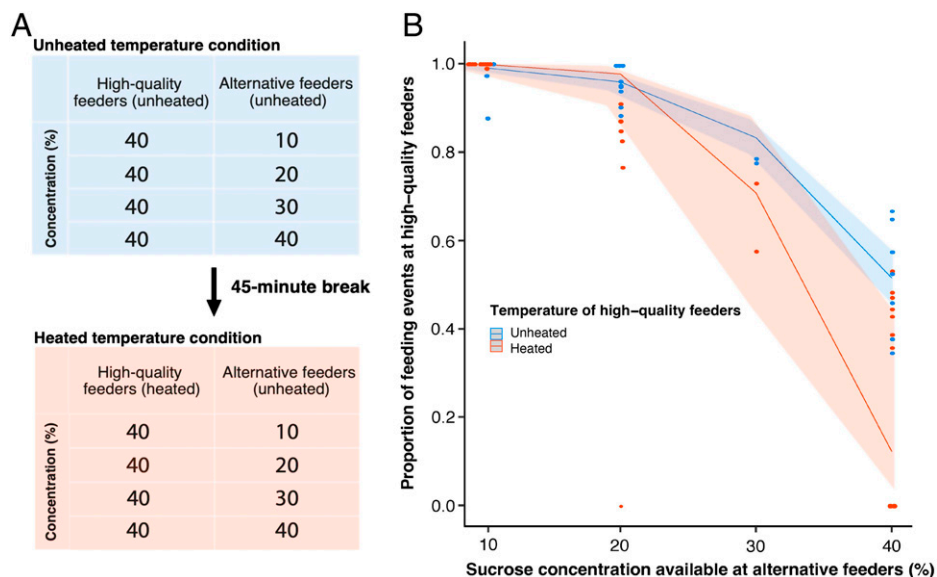 A
Unheated temperature condition
High-quality
feeders (unheated)
Alternative feeders
(unheated)
Concentration (%)
40 10
40 20
40 30
40 40
45-minute break
Heated temperature condition
High-quality
feeders (heated)
Alternative feeders
(unheated)
Concentration (%)
40 10
40 20
40 30
40 40
B
Proportion of feeding events at high–quality feeders
1.0
0.8
0.6
0.4
0.2
0.0
Temperature of high–quality feeders
Unheated
Heated
10 20 30 40
Sucrose concentration available at alternative feeders (%)